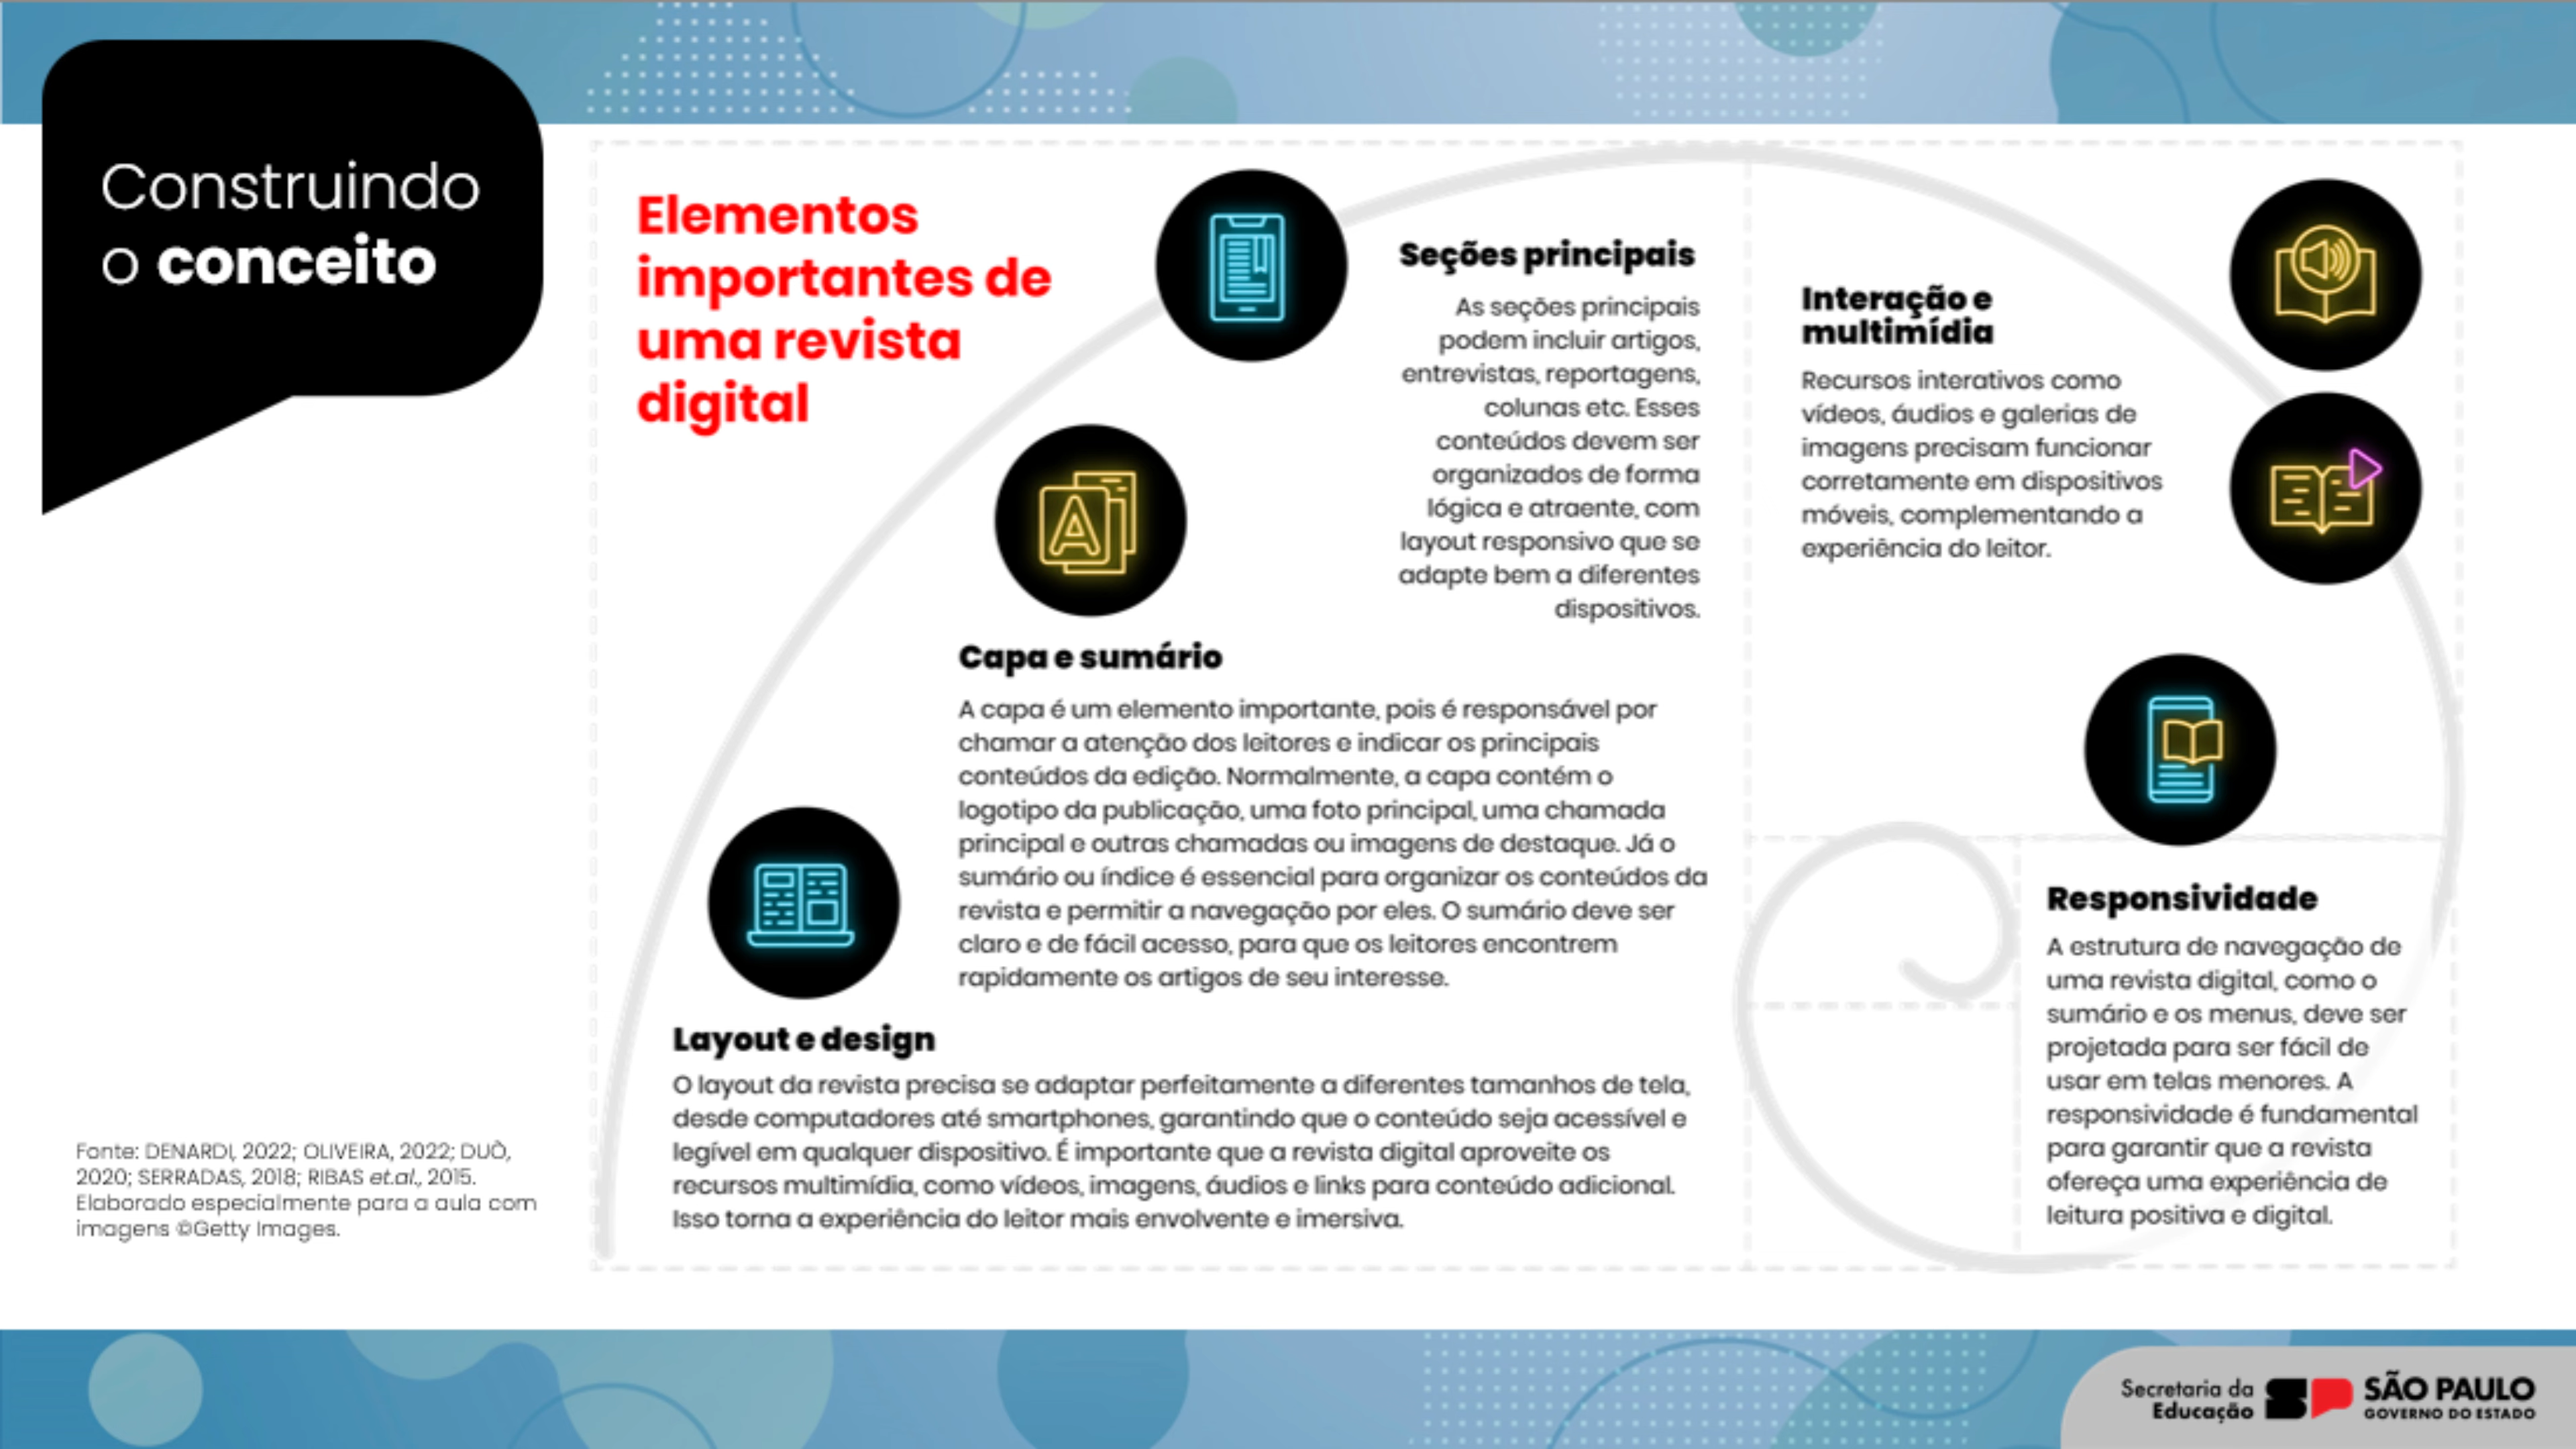 Construindo
o conceito
Elementos
importantes de
uma revista
digital
Seções principais
As seções principais
podem incluir artigos,
entrevistas, reportagens,
colunas etc. Esses
conteúdos devem ser
organizados de forma
lógica e atraente, com
layout responsivo que se
adapte bem a diferentes
dispositivos.
Interação e
multimídia
Recursos interativos como
vídeos, áudios e galerias de
imagens precisam funcionar
corretamente em dispositivos
móveis, complementando a
experiência do leitor.
A
Capa e sumário
A capa é um elemento importante, pois é responsável por
chamar a atenção dos leitores e indicar os principais
conteúdos da edição. Normalmente, a capa contém o
logotipo da publicação, uma foto principal, uma chamada
principal e outras chamadas ou imagens de destaque. Já o
sumário ou índice é essencial para organizar os conteúdos da
revista e permitir a navegação por eles. O sumário deve ser
claro e de fácil acesso, para que os leitores encontrem
rapidamente os artigos de seu interesse.
Layout e design
O layout da revista precisa se adaptar perfeitamente a diferentes tamanhos de tela,
desde computadores até smartphones, garantindo que o conteúdo seja acessível e
legível em qualquer dispositivo. É importante que a revista digital aproveite os
recursos multimídia, como vídeos, imagens, áudios e links para conteúdo adicional.
Isso torna a experiência do leitor mais envolvente e imersiva.
Responsividade
A estrutura de navegação de
uma revista digital, como o
sumário e os menus, deve ser
projetada para ser fácil de
usar em telas menores. A
responsividade é fundamental
para garantir que a revista
ofereça uma experiência de
leitura positiva e digital.
Fonte: DENARDI, 2022; OLIVEIRA, 2022; DUÒ,
2020; SERRADAS, 2018; RIBAS et.al., 2015.
Elaborado especialmente para a aula com
imagens ©Getty Images.
Secretaria da
Educação
SP
SÃO PAULO
GOVERNO DO ESTADO